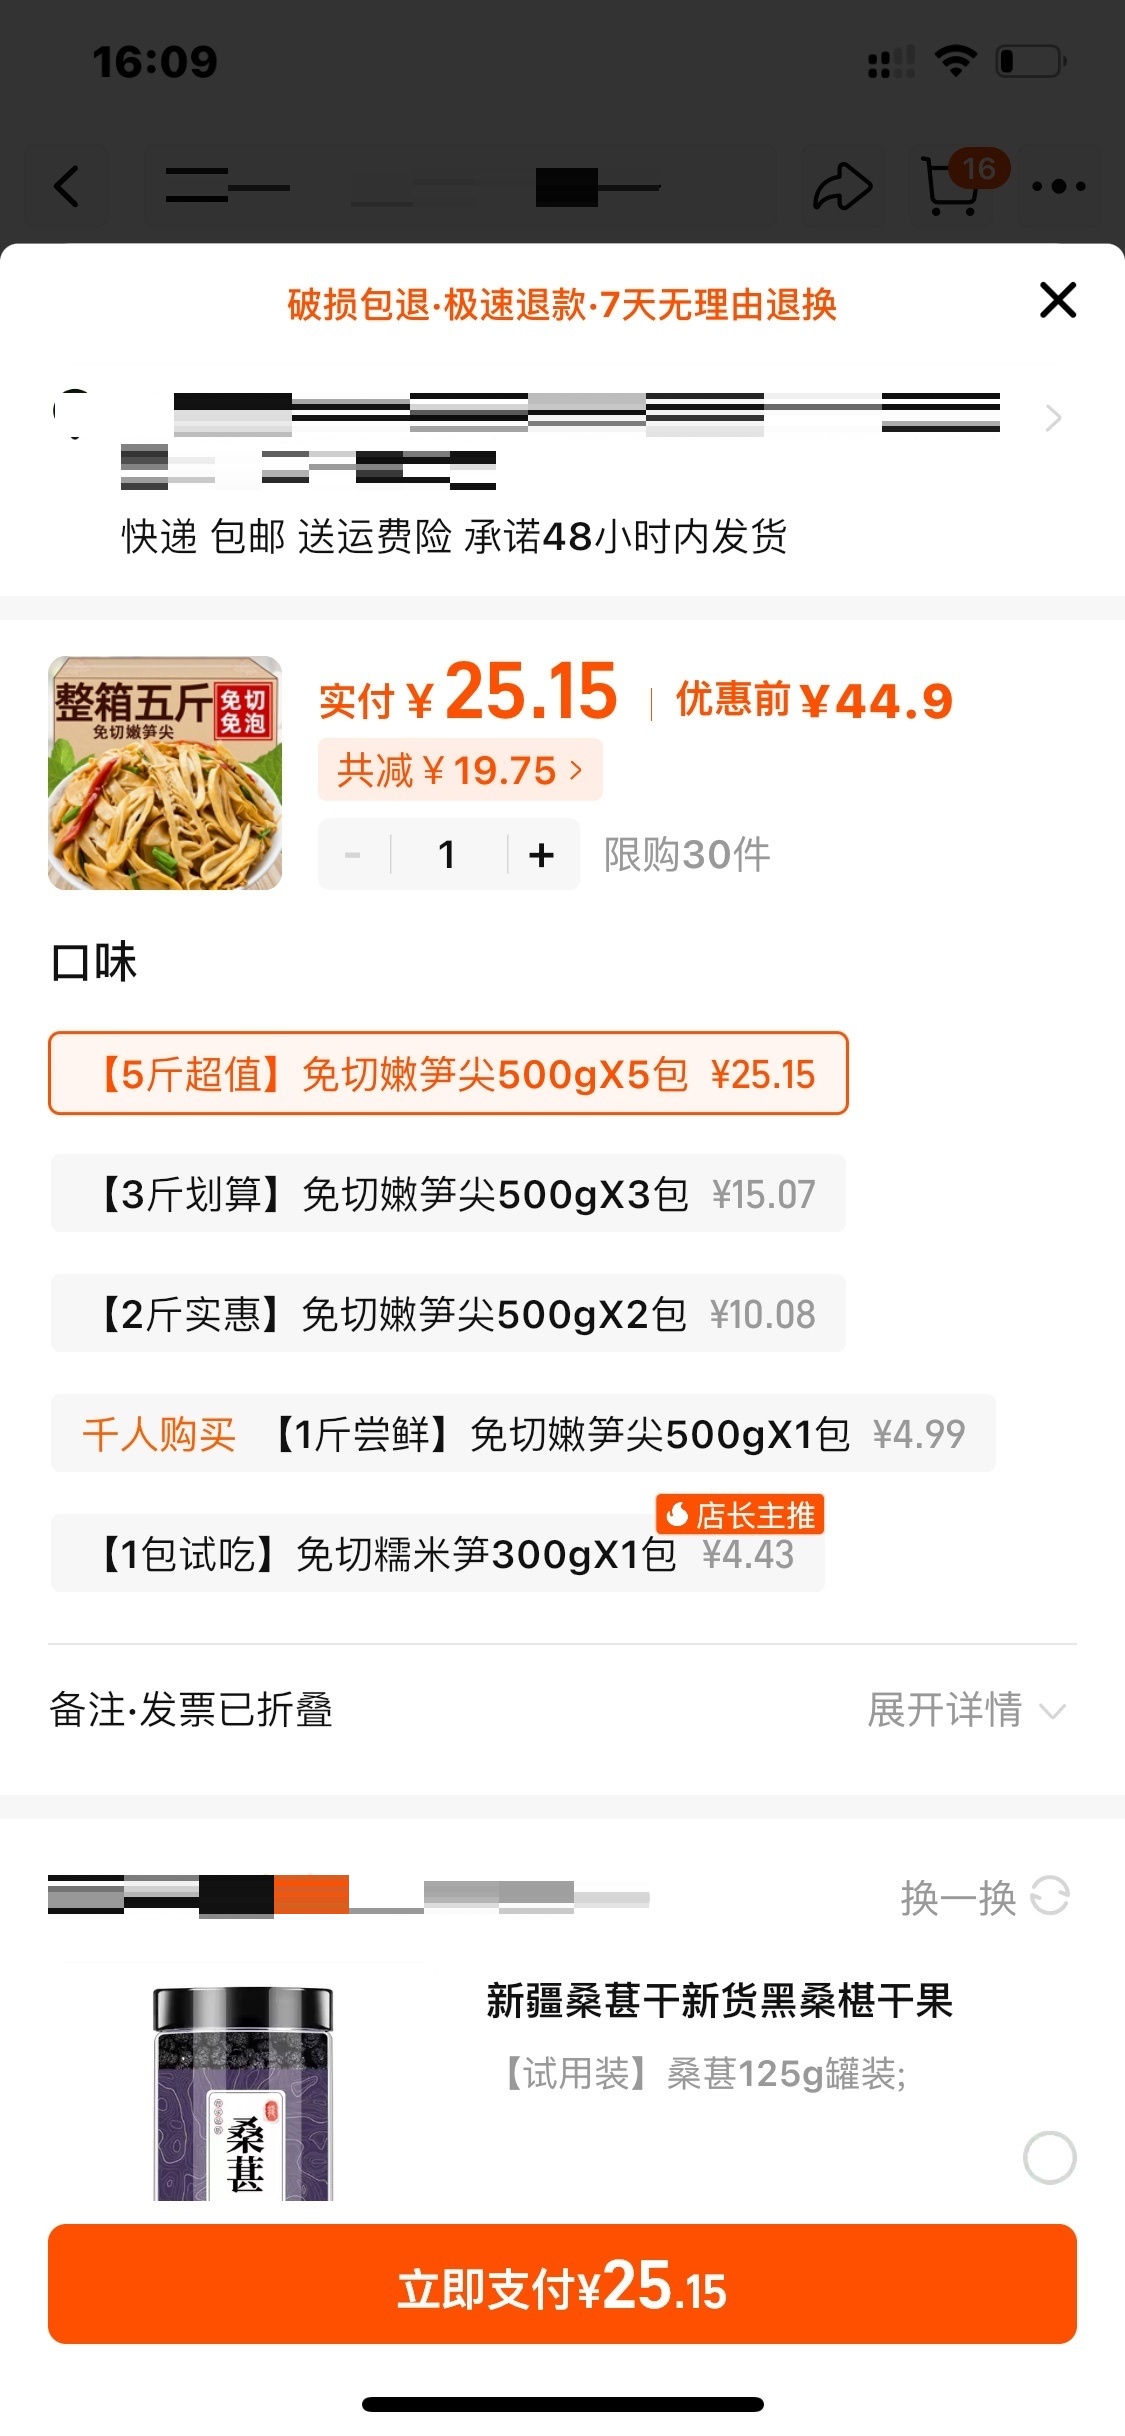 16:09
16
破损包退·极速退款·7天无理由退换
快递 包邮 送运费险 承诺48小时内发货
整箱五斤
免切
免泡
免切嫩笋尖
实付 ¥ 25.15 优惠前 ¥44.9
共减 ¥ 19.75 >
- 1 + 限购30件
口味
【5斤超值】免切嫩笋尖500gX5包 ¥25.15
【3斤划算】免切嫩笋尖500gX3包 ¥15.07
【2斤实惠】免切嫩笋尖500gX2包 ¥10.08
千人购买 【1斤尝鲜】免切嫩笋尖500gX1包 ¥4.99
店长主推
【1包试吃】免切糯米笋300gX1包 ¥4.43
备注·发票已折叠 展开详情
换一换
新疆桑葚干新货黑桑椹干果
【试用装】桑葚125g罐装;
桑葚
立即支付¥25.15